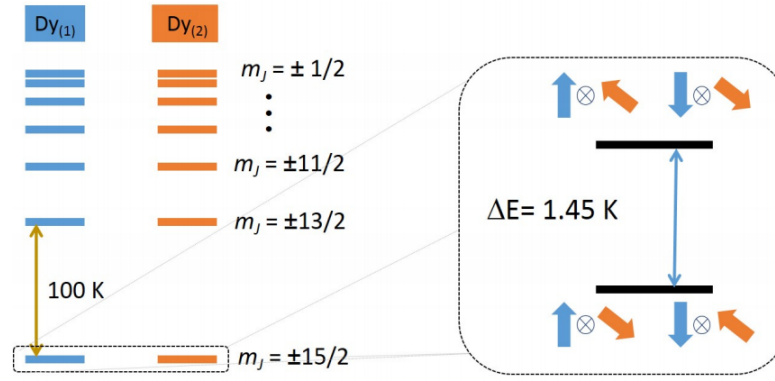 Dy(1) Dy(2)
mJ = ± 1/2
mJ = ±11/2
mJ = ±13/2
100 K
mJ = ±15/2
ΔE= 1.45 K